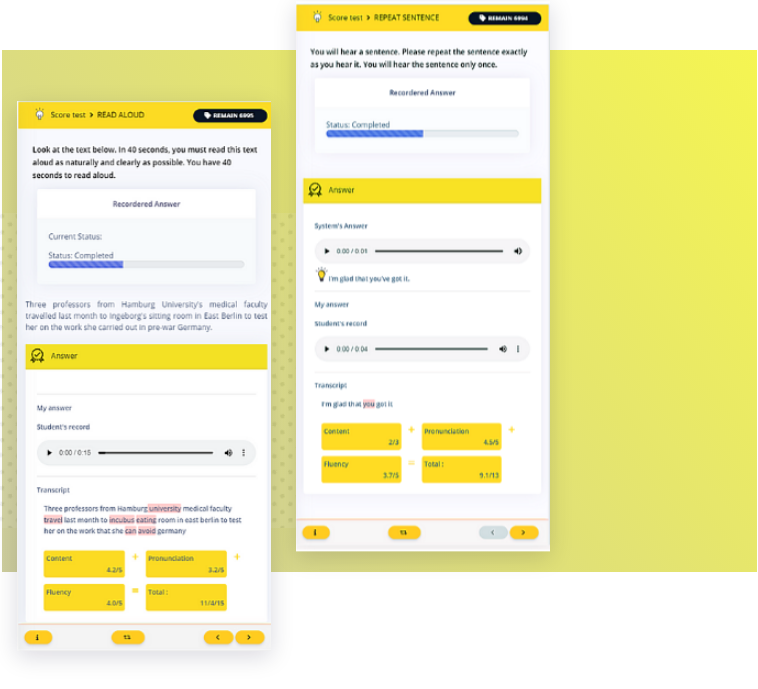 Score test > READ ALOUD
REMAIN 6995
Look at the text below. In 40 seconds, you must read this text
aloud as naturally and clearly as possible. You have 40
seconds to read aloud.
Recordered Answer
Current Status:
Status: Completed
Three professors from Hamburg University's medical faculty
travelled last month to Ingeborg's sitting room in East Berlin to test
her on the work she carried out in pre-war Germany.
Answer
My answer
Student's record
0:00 / 0:15
Transcript
Three professors from Hamburg university medical faculty
travel last month to incubus eating room in east berlin to test
her on the work that she can avoid germany
Content
4.2/5
+
Pronunciation
3.2/5
+
Fluency
4.0/5
=
Total :
11/4/15
Score test > REPEAT SENTENCE
REMAIN 6994
You will hear a sentence. Please repeat the sentence exactly
as you hear it. You will hear the sentence only once.
Recordered Answer
Status: Completed
Answer
System's Answer
0:00 / 0:01
I'm glad that you've got it.
My answer
Student's record
0:00 / 0:04
Transcript
I'm glad that you got it
Content
2/3
+
Pronunciation
4.5/5
+
Fluency
3.7/5
=
Total :
9.1/13